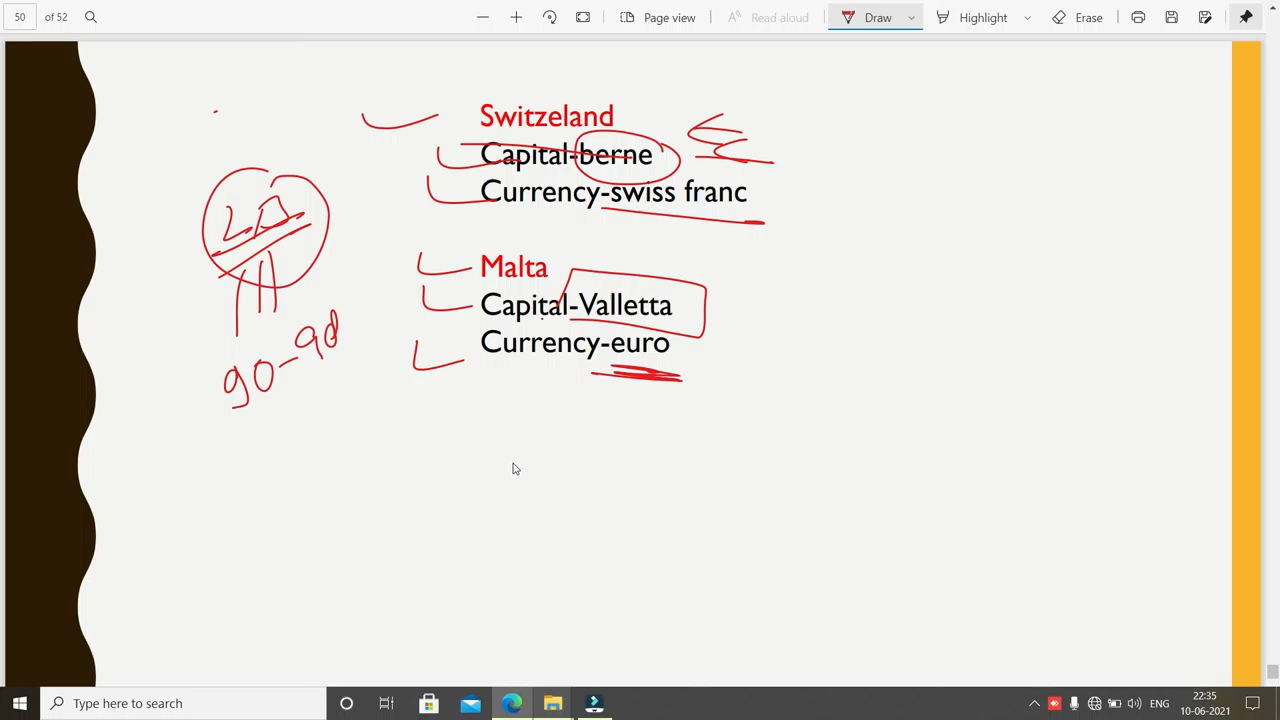 50 of 52 Page view Read aloud Draw Highlight Erase
Switzeland
Capital-berne
Currency-swiss franc
Malta
Capital-Valletta
Currency-euro
90-9d
Type here to search
ENG
22:35
10-06-2021